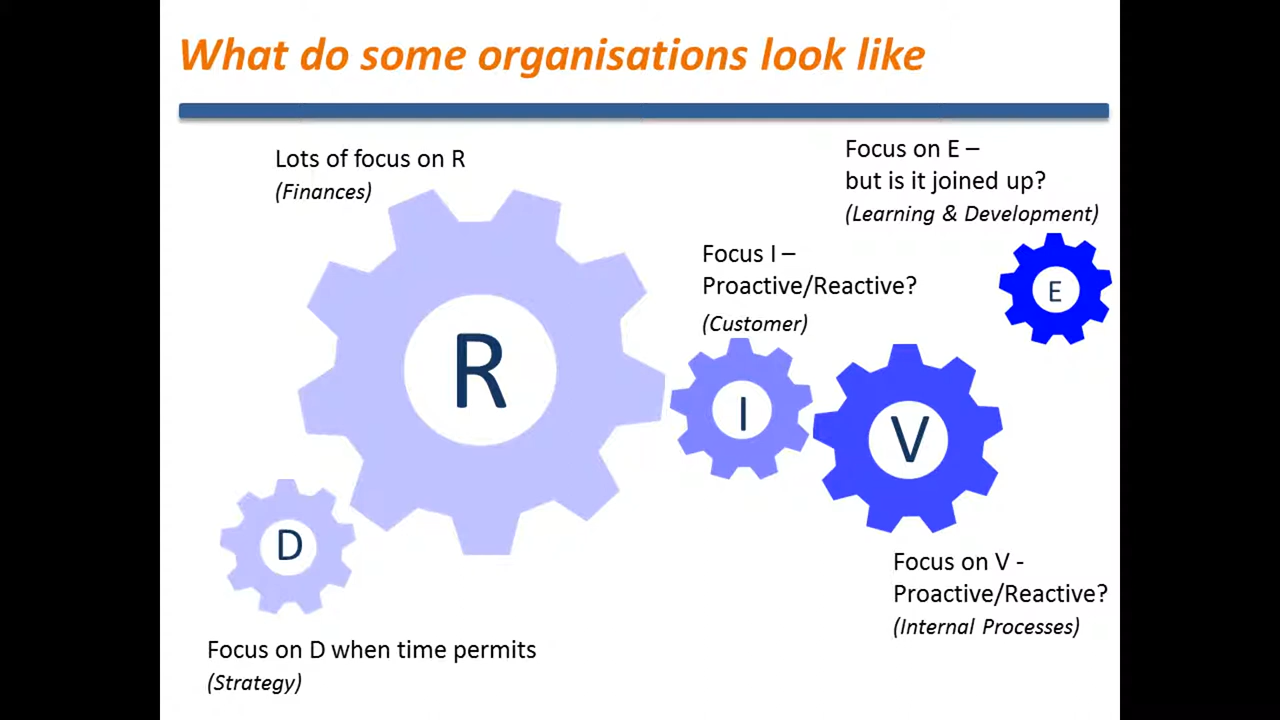 What do some organisations look like
Lots of focus on R
(Finances)
Focus on E –
but is it joined up?
(Learning & Development)
Focus I –
Proactive/Reactive?
(Customer)
E
R
I
V
D
Focus on V -
Proactive/Reactive?
(Internal Processes)
Focus on D when time permits
(Strategy)